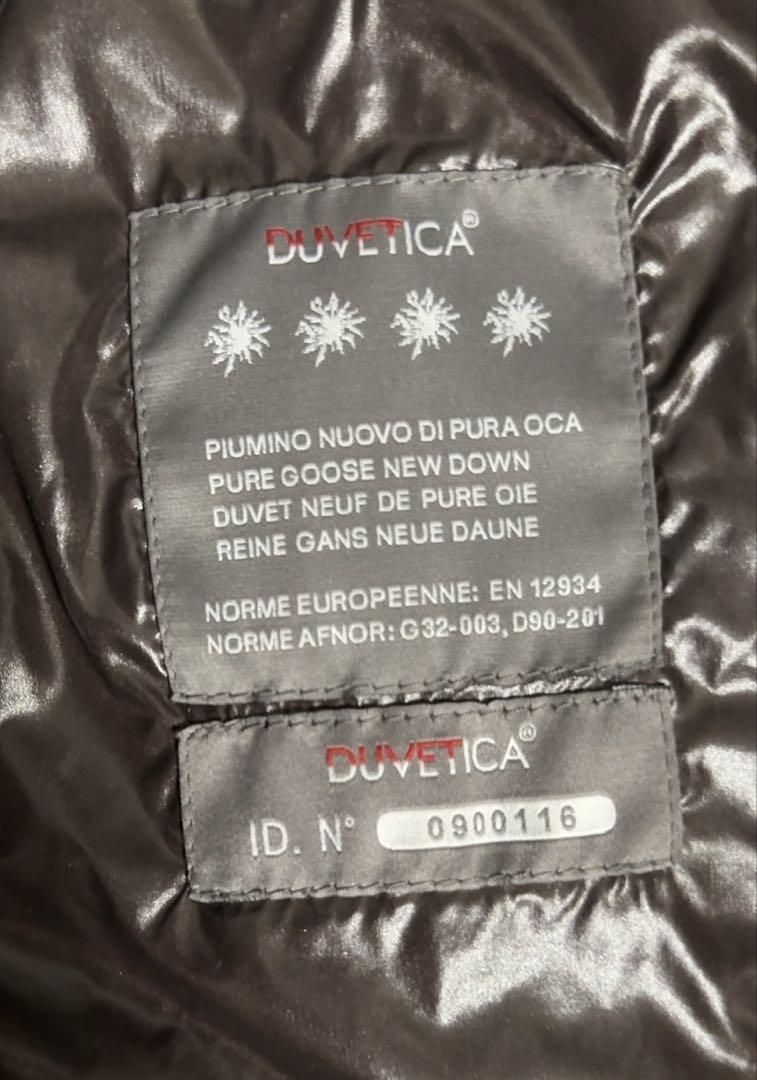 DUVETICA®
PIUMINO NUOVO DI PURA OCA
PURE GOOSE NEW DOWN
DUVET NEUF DE PURE OIE
REINE GANS NEUE DAUNE
NORME EUROPEENNE: EN 12934
NORME AFNOR: G32-003, D90-201
DUVETICA®
ID. N° 0900116